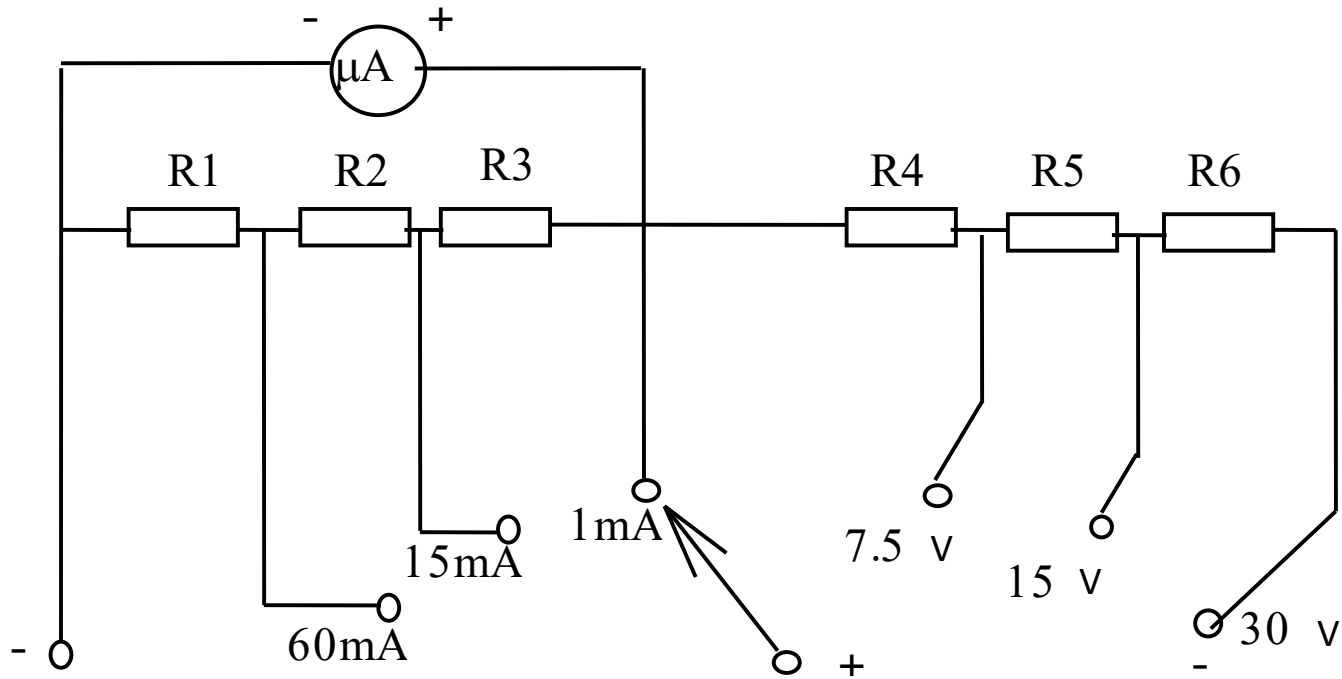 - +
μA
R1 R2 R3 R4 R5 R6
1mA
15mA
7.5 V
15 V
60mA
30 V
- + -